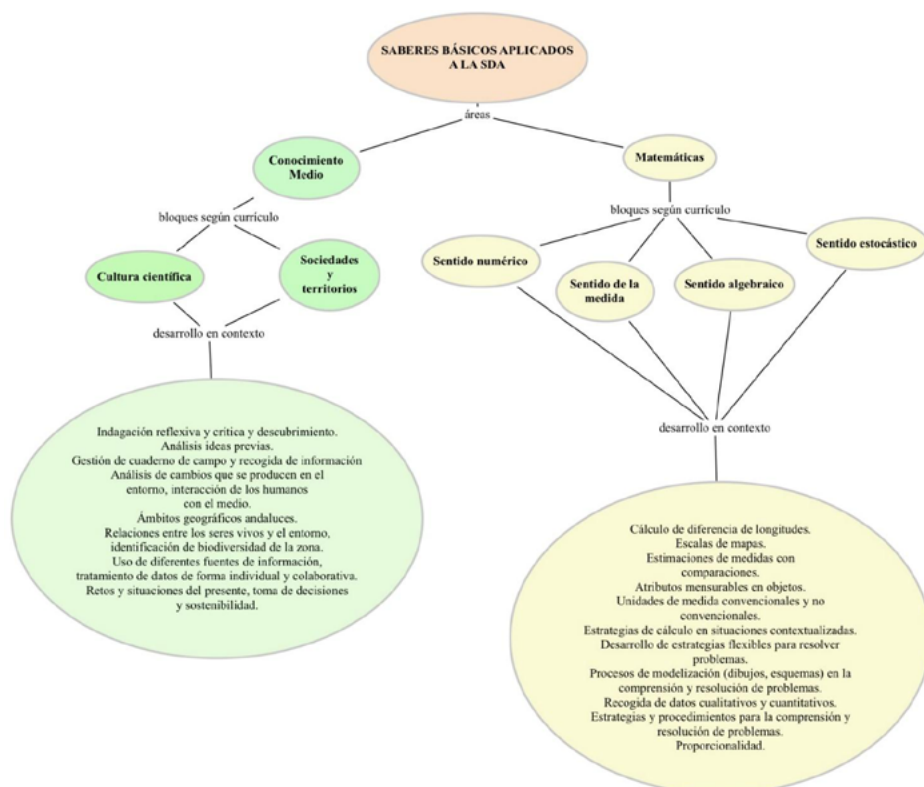 SABERES BÁSICOS APLICADOS
A LA SDA
áreas
Conocimiento
Medio
Matemáticas
bloques según currículo
bloques según currículo
Cultura científica
Sociedades
y
territorios
Sentido numérico
Sentido de la
medida
Sentido algebraico
Sentido estocástico
desarrollo en contexto
desarrollo en contexto
Indagación reflexiva y crítica y descubrimiento.
Análisis ideas previas.
Gestión de cuaderno de campo y recogida de información
Análisis de cambios que se producen en el
entorno, interacción de los humanos
con el medio.
Ámbitos geográficos andaluces.
Relaciones entre los seres vivos y el entorno,
identificación de biodiversidad de la zona.
Uso de diferentes fuentes de información,
tratamiento de datos de forma individual y colaborativa.
Retos y situaciones del presente, toma de decisiones
y sostenibilidad.
Cálculo de diferencia de longitudes.
Escalas de mapas.
Estimaciones de medidas con
comparaciones.
Atributos mensurables en objetos.
Unidades de medida convencionales y no
convencionales.
Estrategias de cálculo en situaciones contextualizadas.
Desarrollo de estrategias flexibles para resolver
problemas.
Procesos de modelización (dibujos, esquemas) en la
comprensión y resolución de problemas.
Recogida de datos cualitativos y cuantitativos.
Estrategias y procedimientos para la comprensión y
resolución de problemas.
Proporcionalidad.